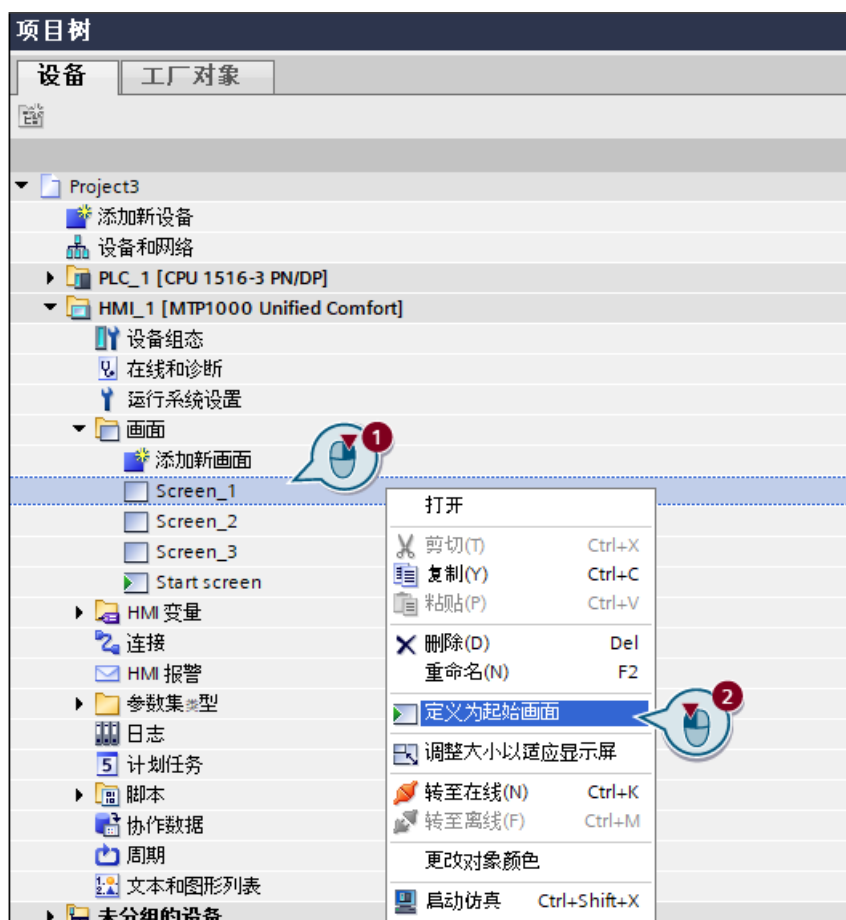 项目树
设备
工厂对象
Project3
添加新设备
设备和网络
PLC_1 [CPU 1516-3 PN/DP]
HMI_1 [MTP1000 Unified Comfort]
设备组态
在线和诊断
运行系统设置
画面
1
添加新画面
Screen_1
打开
Screen_2
剪切(T) Ctrl+X
Screen_3
复制(Y) Ctrl+C
Start screen
粘贴(P) Ctrl+V
HMI 变量
连接
删除(D) Del
HMI 报警
重命名(N) F2
参数集类型
定义为起始画面
2
日志
调整大小以适应显示屏
计划任务
转至在线(N) Ctrl+K
脚本
转至离线(F) Ctrl+M
协作数据
周期
更改对象颜色
文本和图形列表
启动仿真 Ctrl+Shift+X
未分组的设备